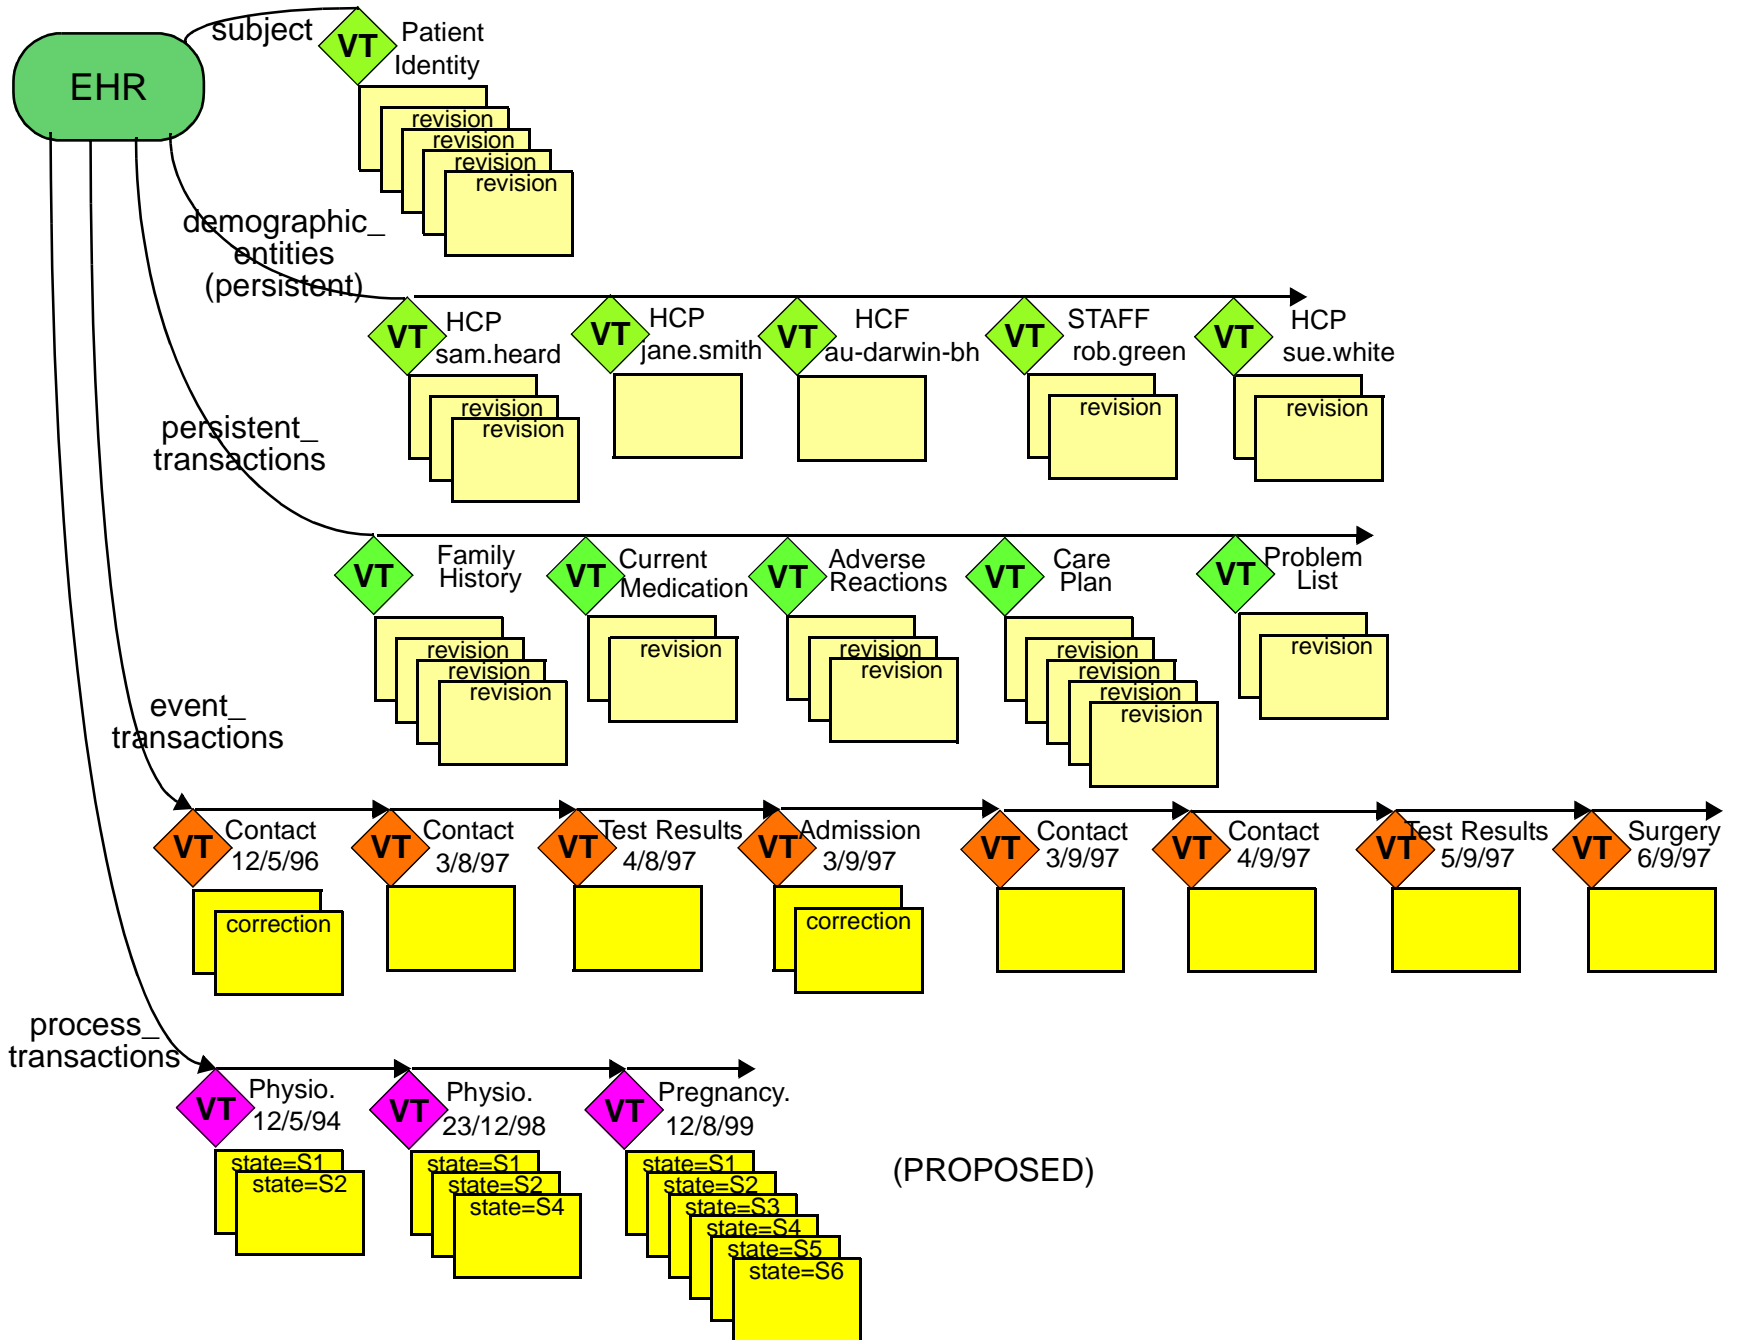 subject
VT
Patient
Identity
EHR
revision
revision
revision
revision
demographic_
entities
(persistent)
VT
HCP
sam.heard
revision
revision
VT
HCP
jane.smith
VT
HCF
au-darwin-bh
VT
STAFF
rob.green
revision
VT
HCP
sue.white
revision
persistent_
transactions
VT
Family
History
revision
revision
revision
VT
Current
Medication
revision
VT
Adverse
Reactions
revision
revision
VT
Care
Plan
revision
revision
revision
revision
VT
Problem
List
revision
event_
transactions
VT
Contact
12/5/96
correction
VT
Contact
3/8/97
VT
Test Results
4/8/97
VT
Admission
3/9/97
correction
VT
Contact
3/9/97
VT
Contact
4/9/97
VT
Test Results
5/9/97
VT
Surgery
6/9/97
process_
transactions
VT
Physio.
12/5/94
state=S1
state=S2
VT
Physio.
23/12/98
state=S1
state=S2
state=S4
VT
Pregnancy.
12/8/99
state=S1
state=S2
state=S3
state=S4
state=S5
state=S6
(PROPOSED)